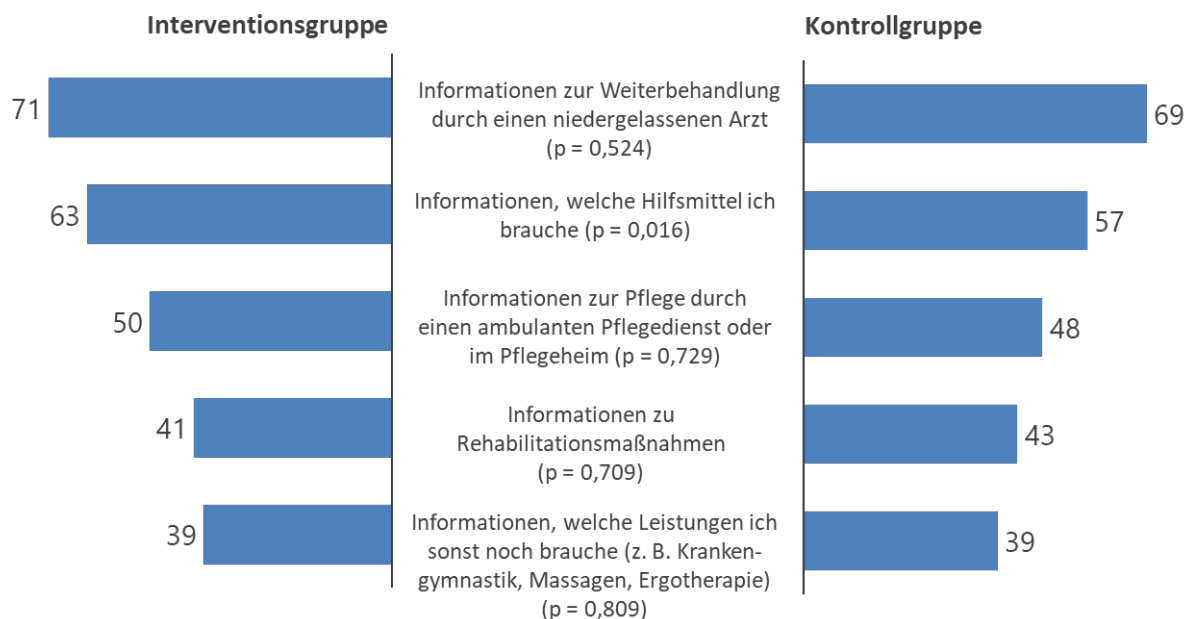 Interventionsgruppe
Kontrollgruppe
71
Informationen zur Weiterbehandlung
durch einen niedergelassenen Arzt
(p = 0,524)
69
63
Informationen, welche Hilfsmittel ich
brauche (p = 0,016)
57
50
Informationen zur Pflege durch
einen ambulanten Pflegedienst oder
im Pflegeheim (p = 0,729)
48
41
Informationen zu
Rehabilitationsmaßnahmen
(p = 0,709)
43
39
Informationen, welche Leistungen ich
sonst noch brauche (z. B. Kranken-
gymnastik, Massagen, Ergotherapie)
(p = 0,809)
39